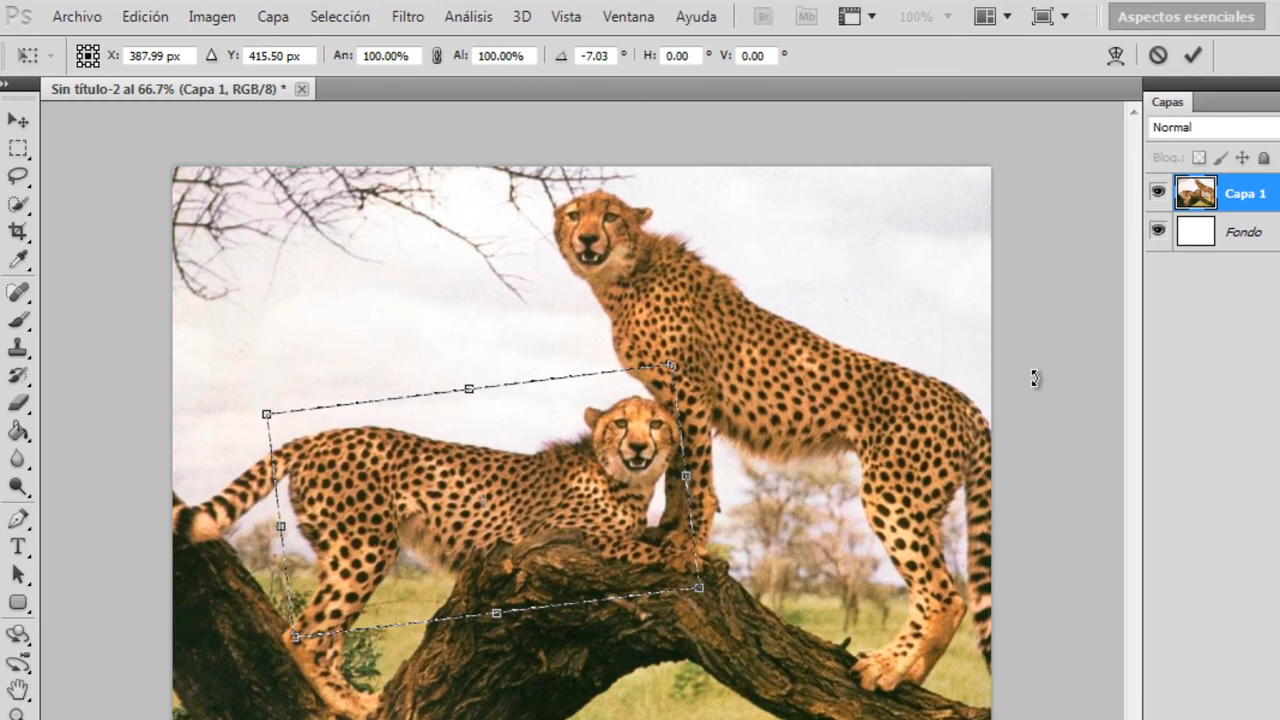 Ps Archivo Edición Imagen Capa Selección Filtro Análisis 3D Vista Ventana Ayuda Br Mb 100% Aspectos esenciales
X: 387.99 px Y: 415.50 px An: 100.00% Al: 100.00% -7.03 ° H: 0.00 ° V: 0.00 °
Sin título-2 al 66.7% (Capa 1, RGB/8) *
Capas
Normal
Bloq.:
Capa 1
Fondo
T